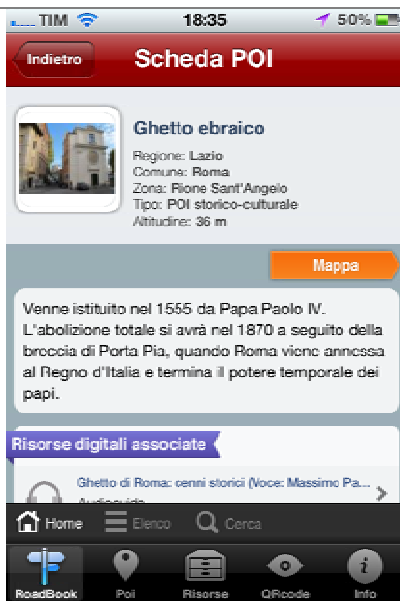 TIM 18:35 50%
Indietro Scheda POI
Ghetto ebraico
Regione: Lazio
Comune: Roma
Zona: Rione Sant'Angelo
Tipo: POI storico-culturale
Altitudine: 36 m
Mappa
Venne istituito nel 1555 da Papa Paolo IV.
L'abolizione totale si avrà nel 1870 a seguito della
breccia di Porta Pia, quando Roma viene annessa
al Regno d'Italia e termina il potere temporale dei
papi.
Risorse digitali associate
Ghetto di Roma: cenni storici (Voce: Massimo Pa...
Audioguida
Home Elenco Cerca
RoadBook Poi Risorse QRcode Info